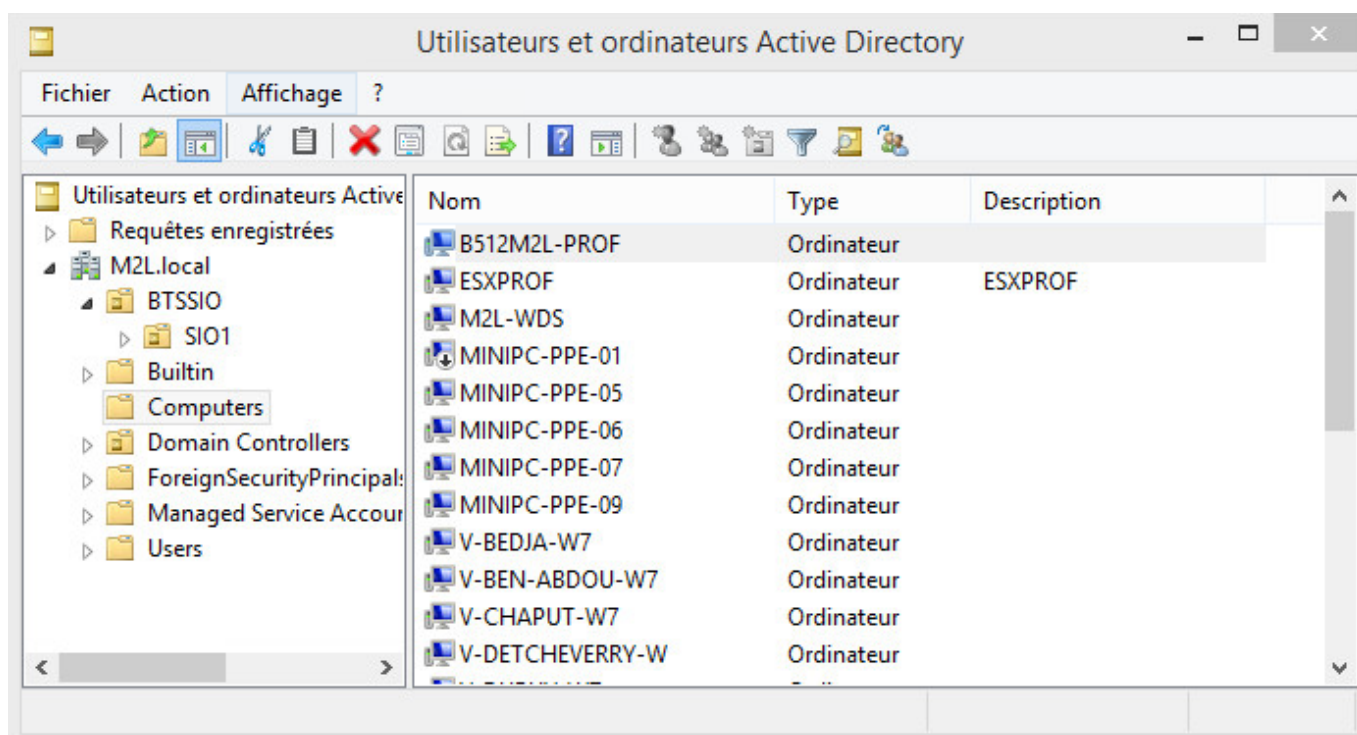 Utilisateurs et ordinateurs Active Directory
Fichier Action Affichage ?
Utilisateurs et ordinateurs Active
Requêtes enregistrées
M2L.local
BTSSIO
SIO1
Builtin
Computers
Domain Controllers
ForeignSecurityPrincipals
Managed Service Accour
Users
Nom Type Description
B512M2L-PROF Ordinateur
ESXPROF Ordinateur ESXPROF
M2L-WDS Ordinateur
MINIPC-PPE-01 Ordinateur
MINIPC-PPE-05 Ordinateur
MINIPC-PPE-06 Ordinateur
MINIPC-PPE-07 Ordinateur
MINIPC-PPE-09 Ordinateur
V-BEDJA-W7 Ordinateur
V-BEN-ABDOU-W7 Ordinateur
V-CHAPUT-W7 Ordinateur
V-DETCHEVERRY-W Ordinateur